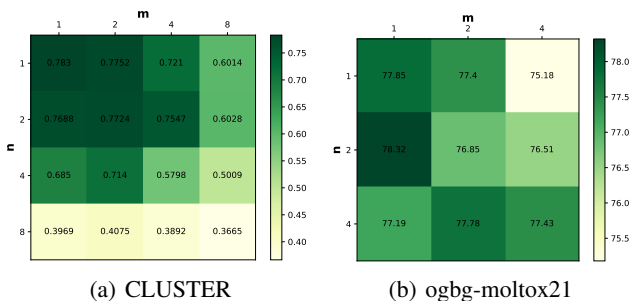 m
1 2 4 8
n
1 0.783 0.7752 0.721 0.6014
2 0.7688 0.7724 0.7547 0.6028
4 0.685 0.714 0.5798 0.5009
8 0.3969 0.4075 0.3892 0.3665
0.75
0.70
0.65
0.60
0.55
0.50
0.45
0.40
(a) CLUSTER
m
1 2 4
n
1 77.85 77.4 75.18
2 78.32 76.85 76.51
4 77.19 77.78 77.43
78.0
77.5
77.0
76.5
76.0
75.5
(b) ogbg-moltox21